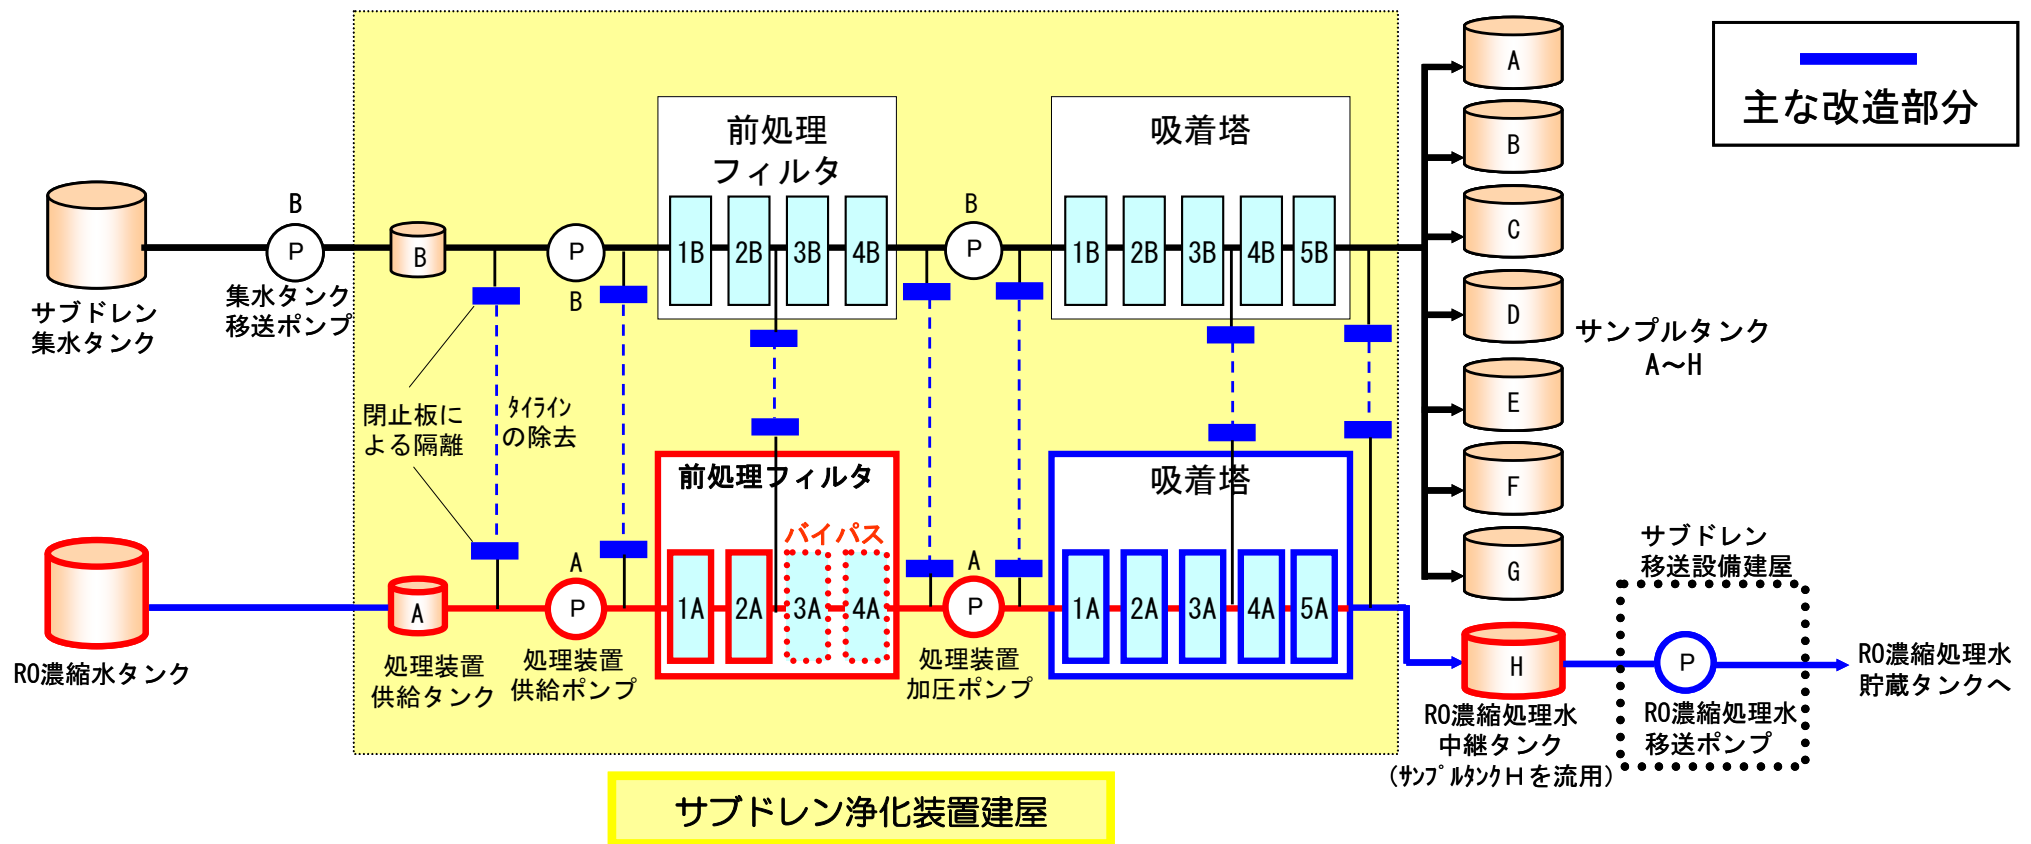 主な改造部分
A
B
C
D
E
F
G
サンプルタンク
A～H
前処理
フィルタ
1B
2B
3B
4B
吸着塔
1B
2B
3B
4B
5B
サブドレン
集水タンク
B
P
集水タンク
移送ポンプ
B
P
B
B
P
閉止板に
よる隔離
ﾀｲﾗｲﾝ
の除去
前処理フィルタ
バイパス
1A
2A
3A
4A
吸着塔
1A
2A
3A
4A
5A
RO濃縮水タンク
A
処理装置
供給タンク
A
P
処理装置
供給ポンプ
A
P
処理装置
加圧ポンプ
H
RO濃縮処理水
中継タンク
(ｻﾝﾌﾟﾙﾀﾝｸHを流用)
サブドレン
移送設備建屋
P
RO濃縮処理水
移送ポンプ
RO濃縮処理水
貯蔵タンクへ
サブドレン浄化装置建屋